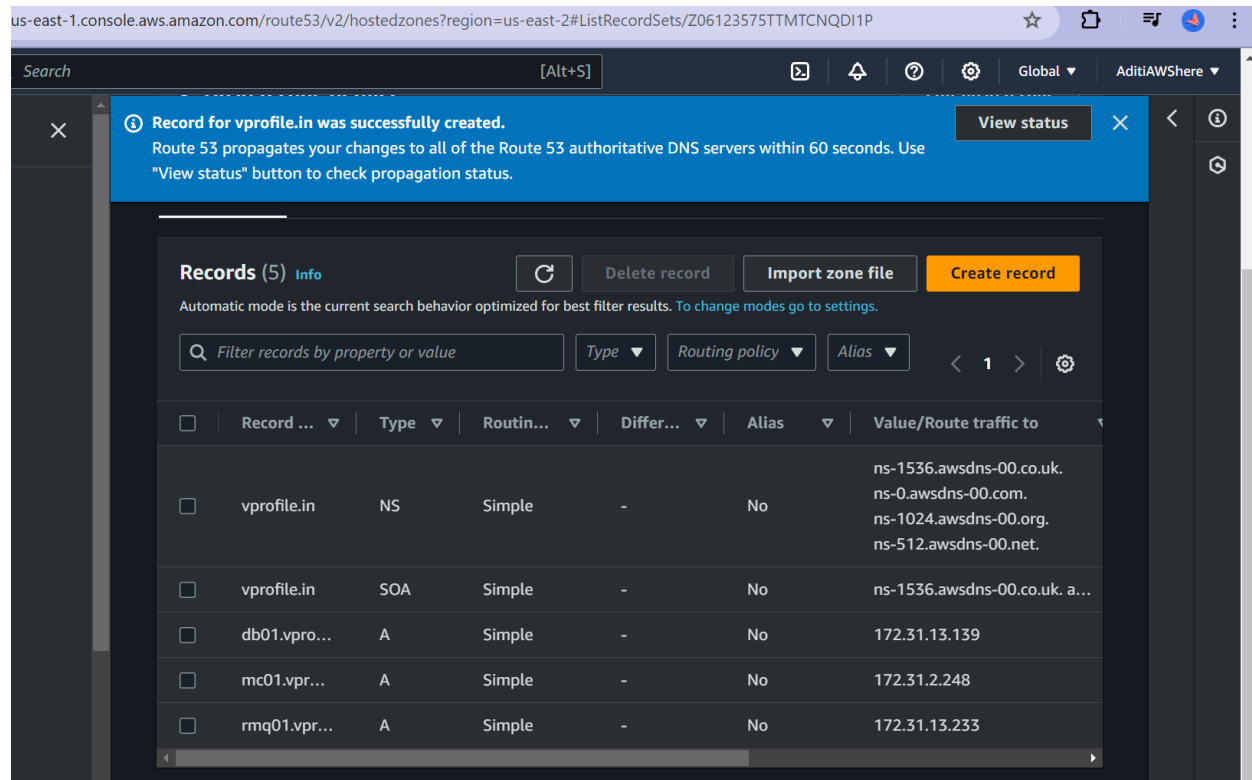 us-east-1.console.aws.amazon.com/route53/v2/hostedzones?region=us-east-2#ListRecordSets/Z06123575TTMTCNQDI1P
Search [Alt+S] Global AditiAWShere
Record for vprofile.in was successfully created. View status
Route 53 propagates your changes to all of the Route 53 authoritative DNS servers within 60 seconds. Use
"View status" button to check propagation status.
Records (5) Info Delete record Import zone file Create record
Automatic mode is the current search behavior optimized for best filter results. To change modes go to settings.
Filter records by property or value Type Routing policy Alias 1
Record ... Type Routin... Differ... Alias Value/Route traffic to
ns-1536.awsdns-00.co.uk.
ns-0.awsdns-00.com.
vprofile.in NS Simple - No
ns-1024.awsdns-00.org.
ns-512.awsdns-00.net.
vprofile.in SOA Simple - No ns-1536.awsdns-00.co.uk. a...
db01.vpro... A Simple - No 172.31.13.139
mc01.vpr... A Simple - No 172.31.2.248
rmq01.vpr... A Simple - No 172.31.13.233